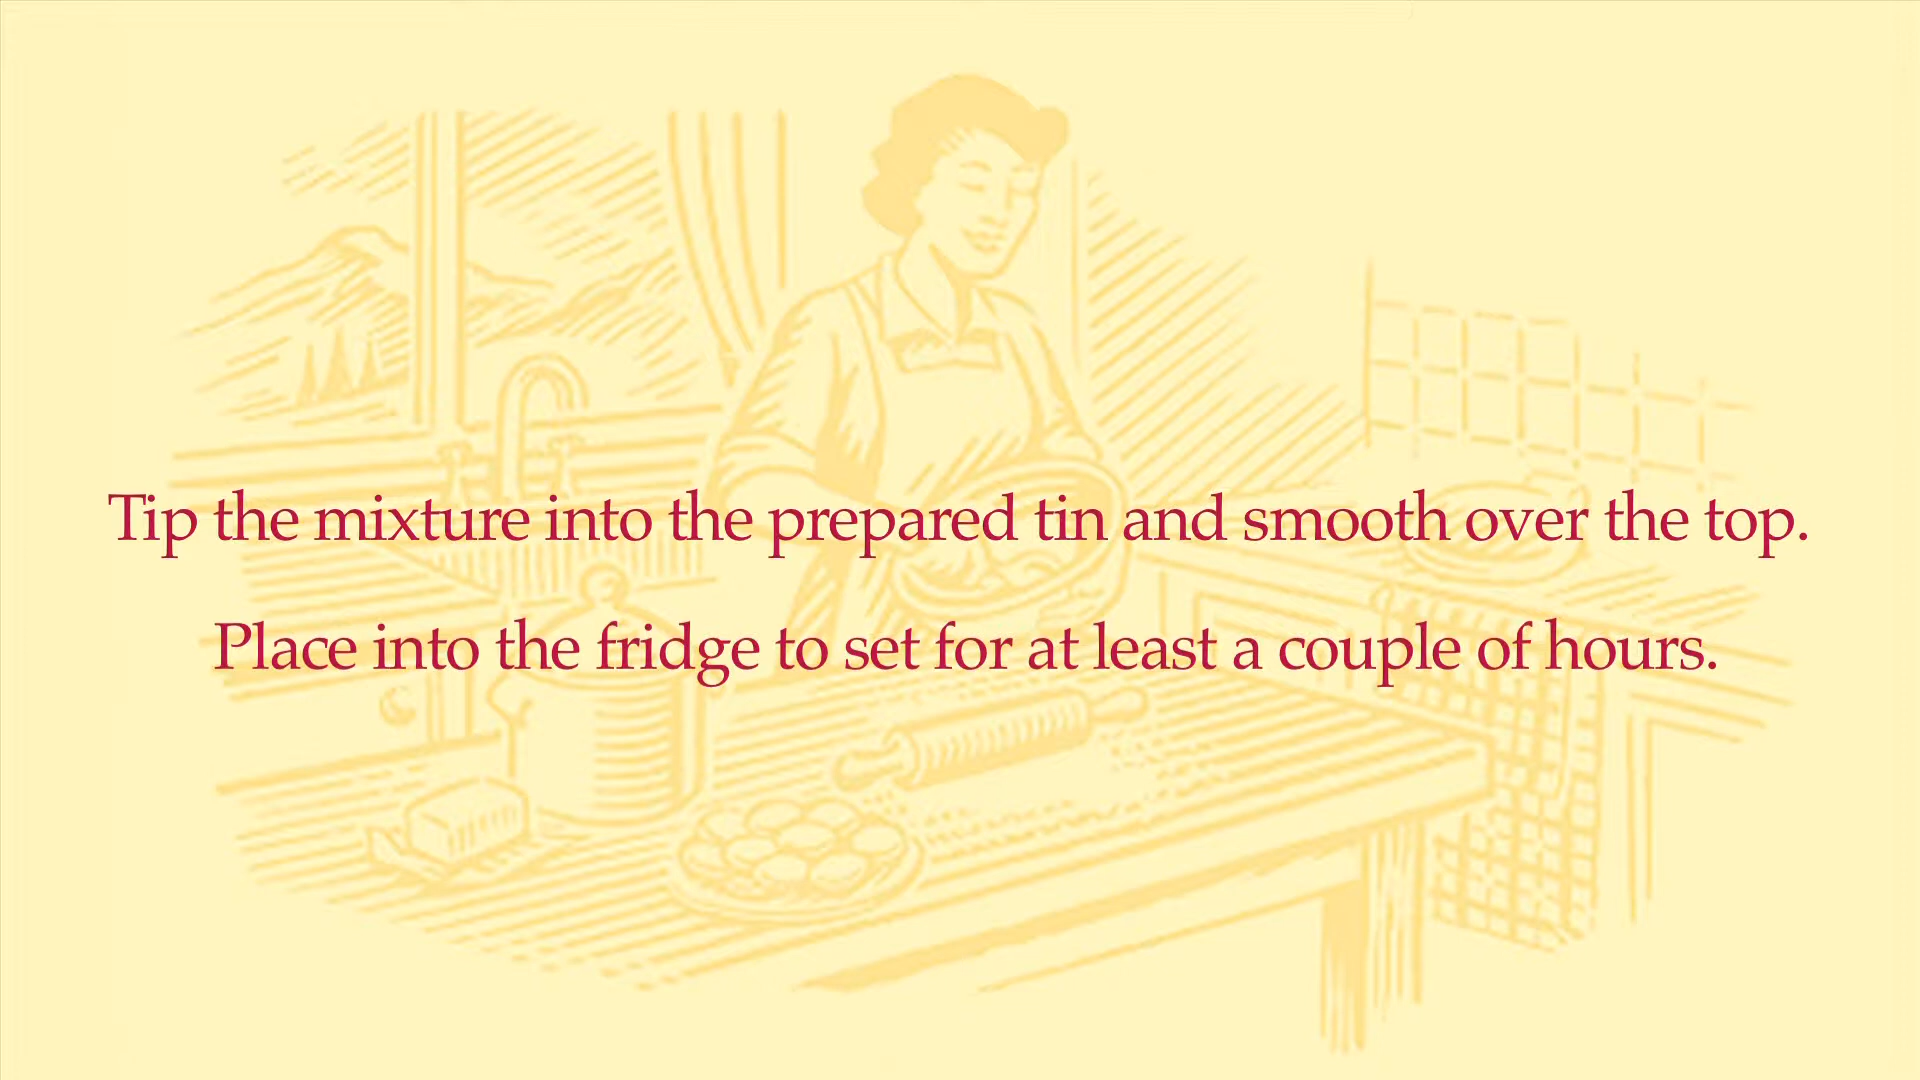 Tip the mixture into the prepared tin and smooth over the top.
Place into the fridge to set for at least a couple of hours.